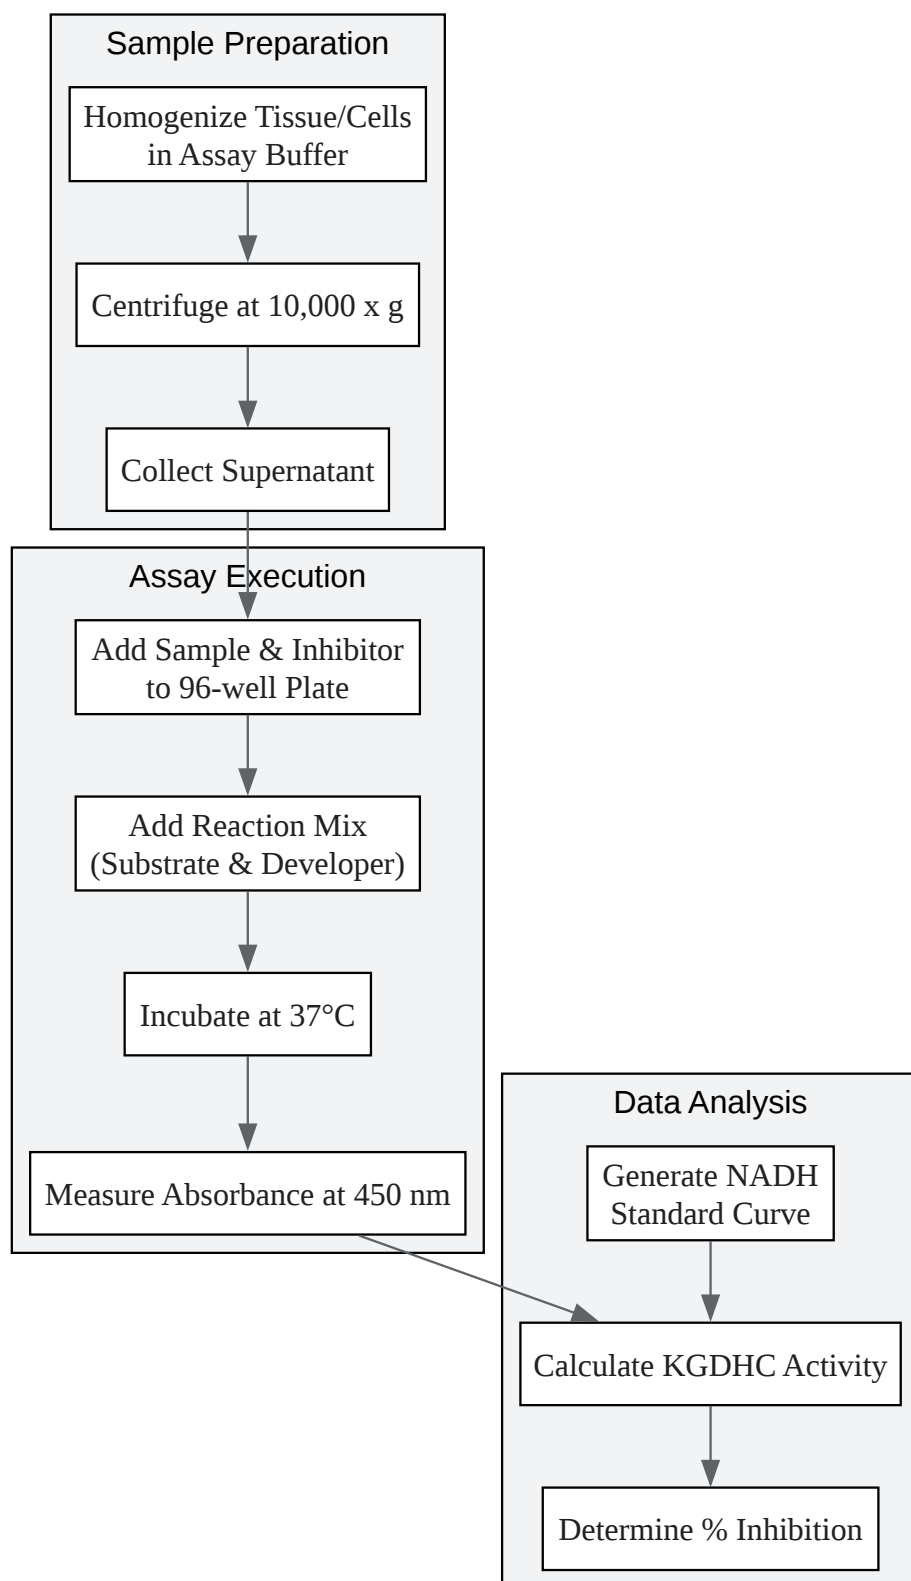 Sample Preparation
Homogenize Tissue/Cells
in Assay Buffer
Centrifuge at 10,000 x g
Collect Supernatant
Assay Execution
Add Sample & Inhibitor
to 96-well Plate
Add Reaction Mix
(Substrate & Developer)
Incubate at 37°C
Measure Absorbance at 450 nm
Data Analysis
Generate NADH
Standard Curve
Calculate KGDHC Activity
Determine % Inhibition